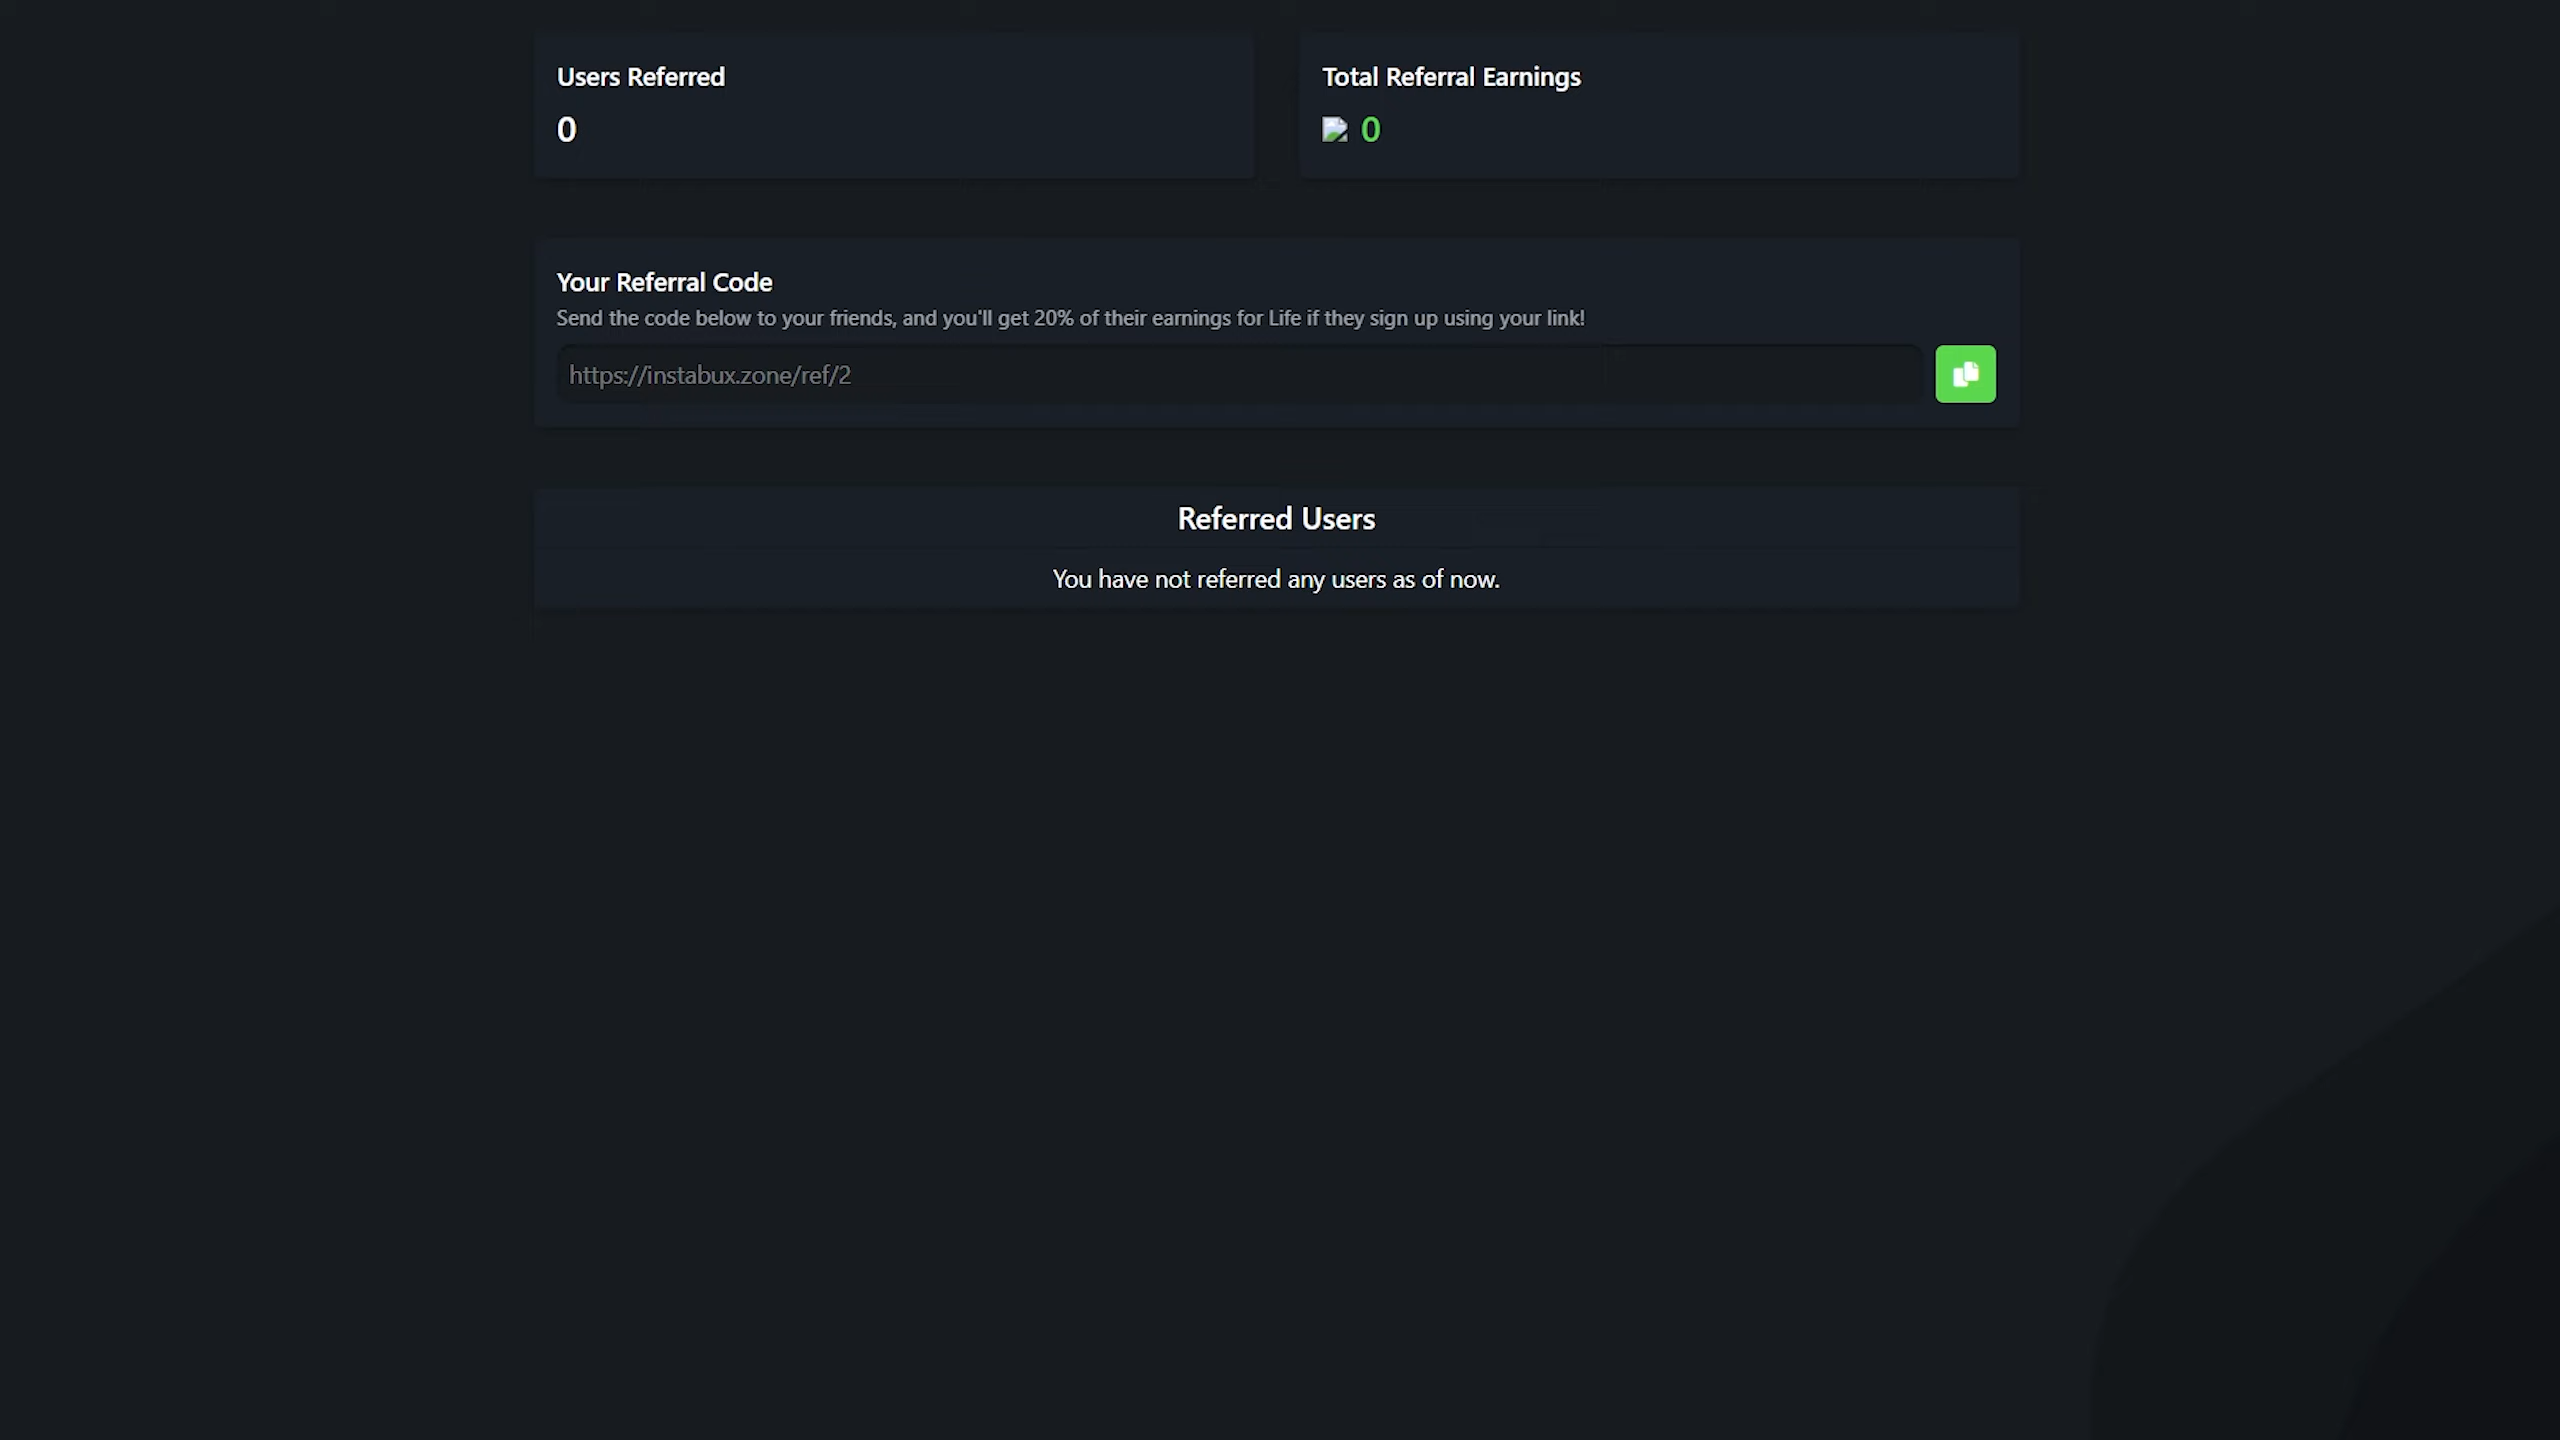 Users Referred
0
Total Referral Earnings
0
Your Referral Code
Send the code below to your friends, and you'll get 20% of their earnings for Life if they sign up using your link!
https://instabux.zone/ref/2
Referred Users
You have not referred any users as of now.